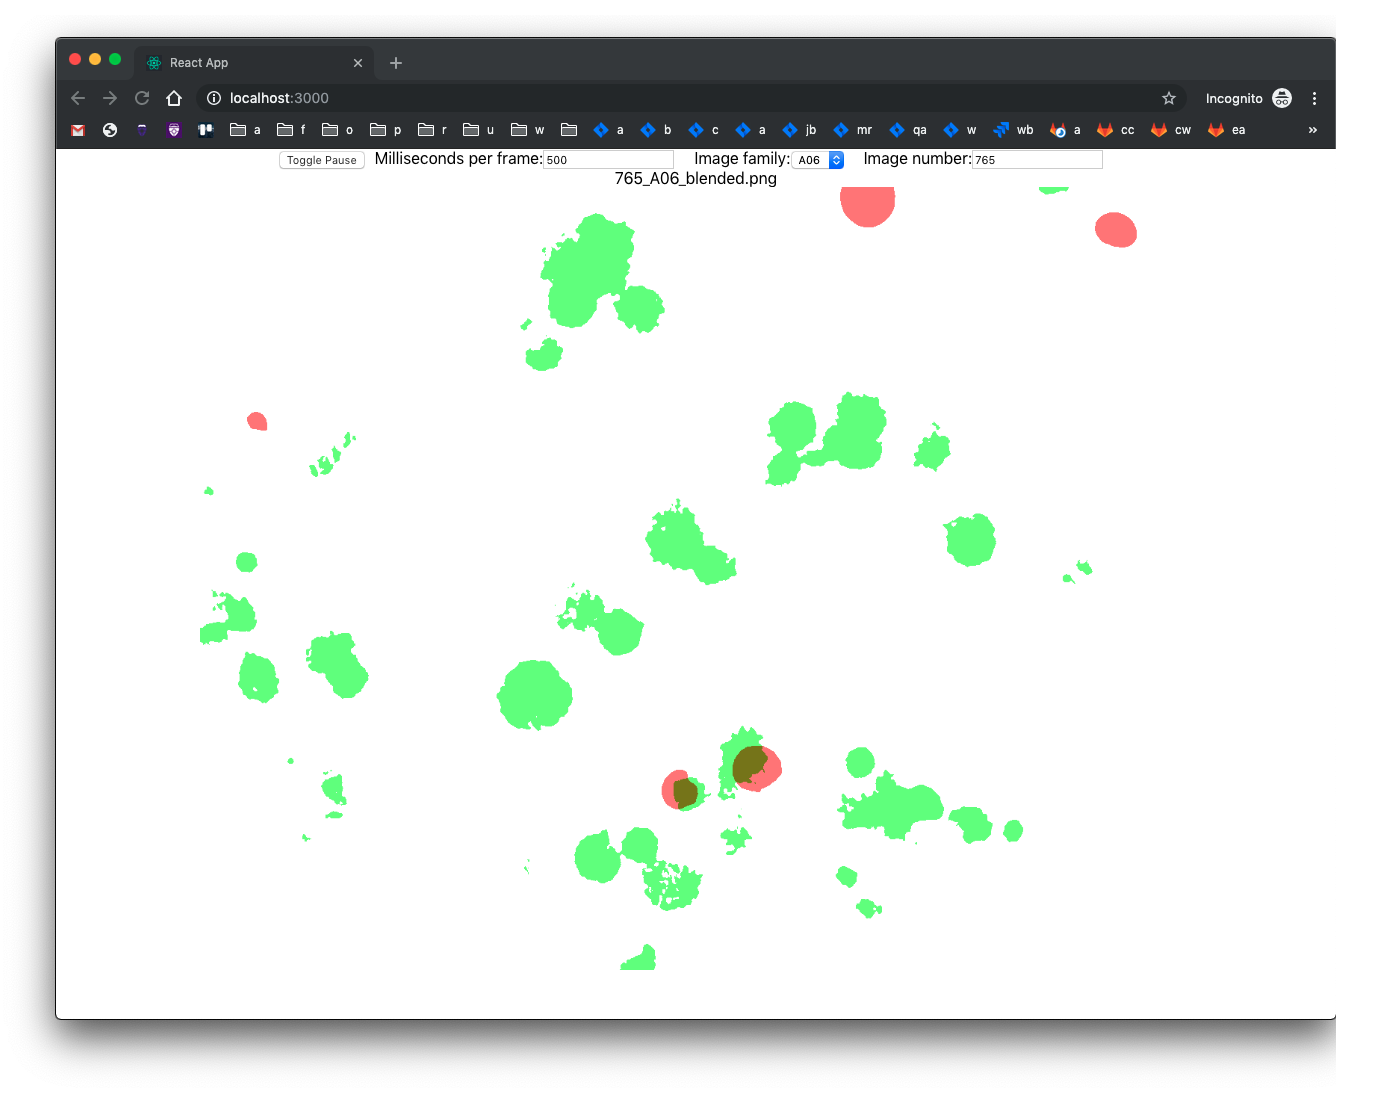 React App
localhost:3000
Incognito
a f o p r u w a b c a jb mr qa w wb a cc cw ea »
Toggle Pause Milliseconds per frame: 500 Image family: A06 Image number: 765
765_A06_blended.png